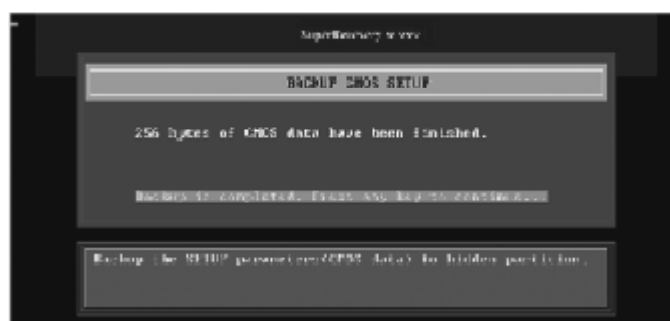 BACKUP CMOS SETUP
256 bytes of CMOS data have been finished.
Backup is completed. Press any key to continue...
Backup the SETUP parameters(CMOS data) to hidden partition.